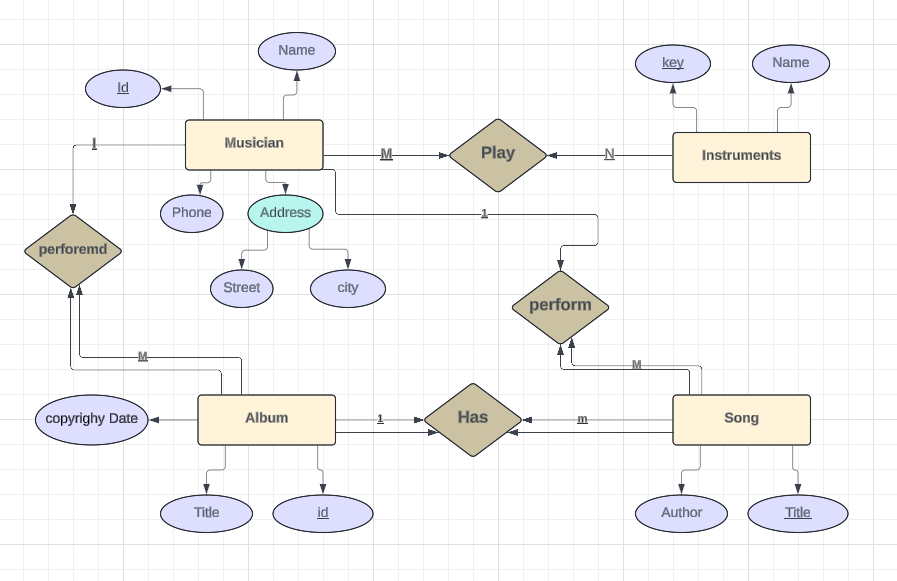 Name
key
Name
Id
Musician
I
M
Play
N
Instruments
Phone
Address
1
perforemd
Street
city
perform
M
M
copyrighy Date
Album
1
Has
m
Song
Title
id
Author
Title